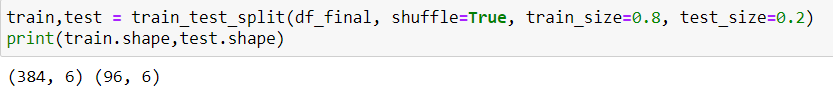 train,test = train_test_split(df_final, shuffle=True, train_size=0.8, test_size=0.2)
print(train.shape,test.shape)
(384, 6) (96, 6)